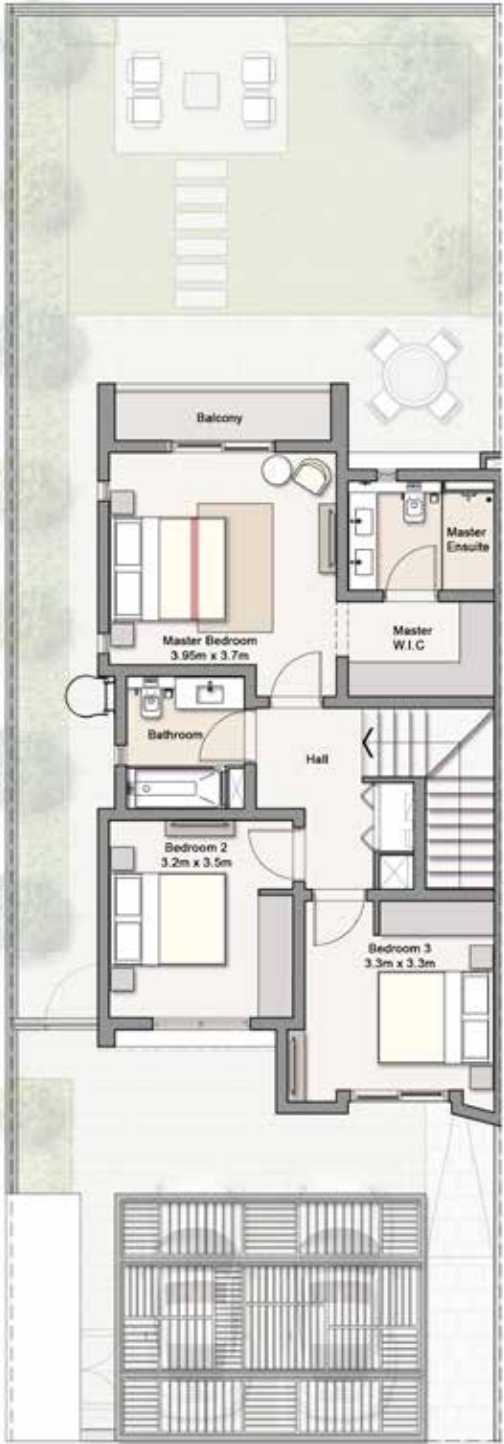 Balcony
Master
Ensuite
Master Bedroom
3.95m x 3.7m
Master
W.I.C
Bathroom
Hall
Bedroom 2
3.2m x 3.5m
Bedroom 3
3.3m x 3.3m